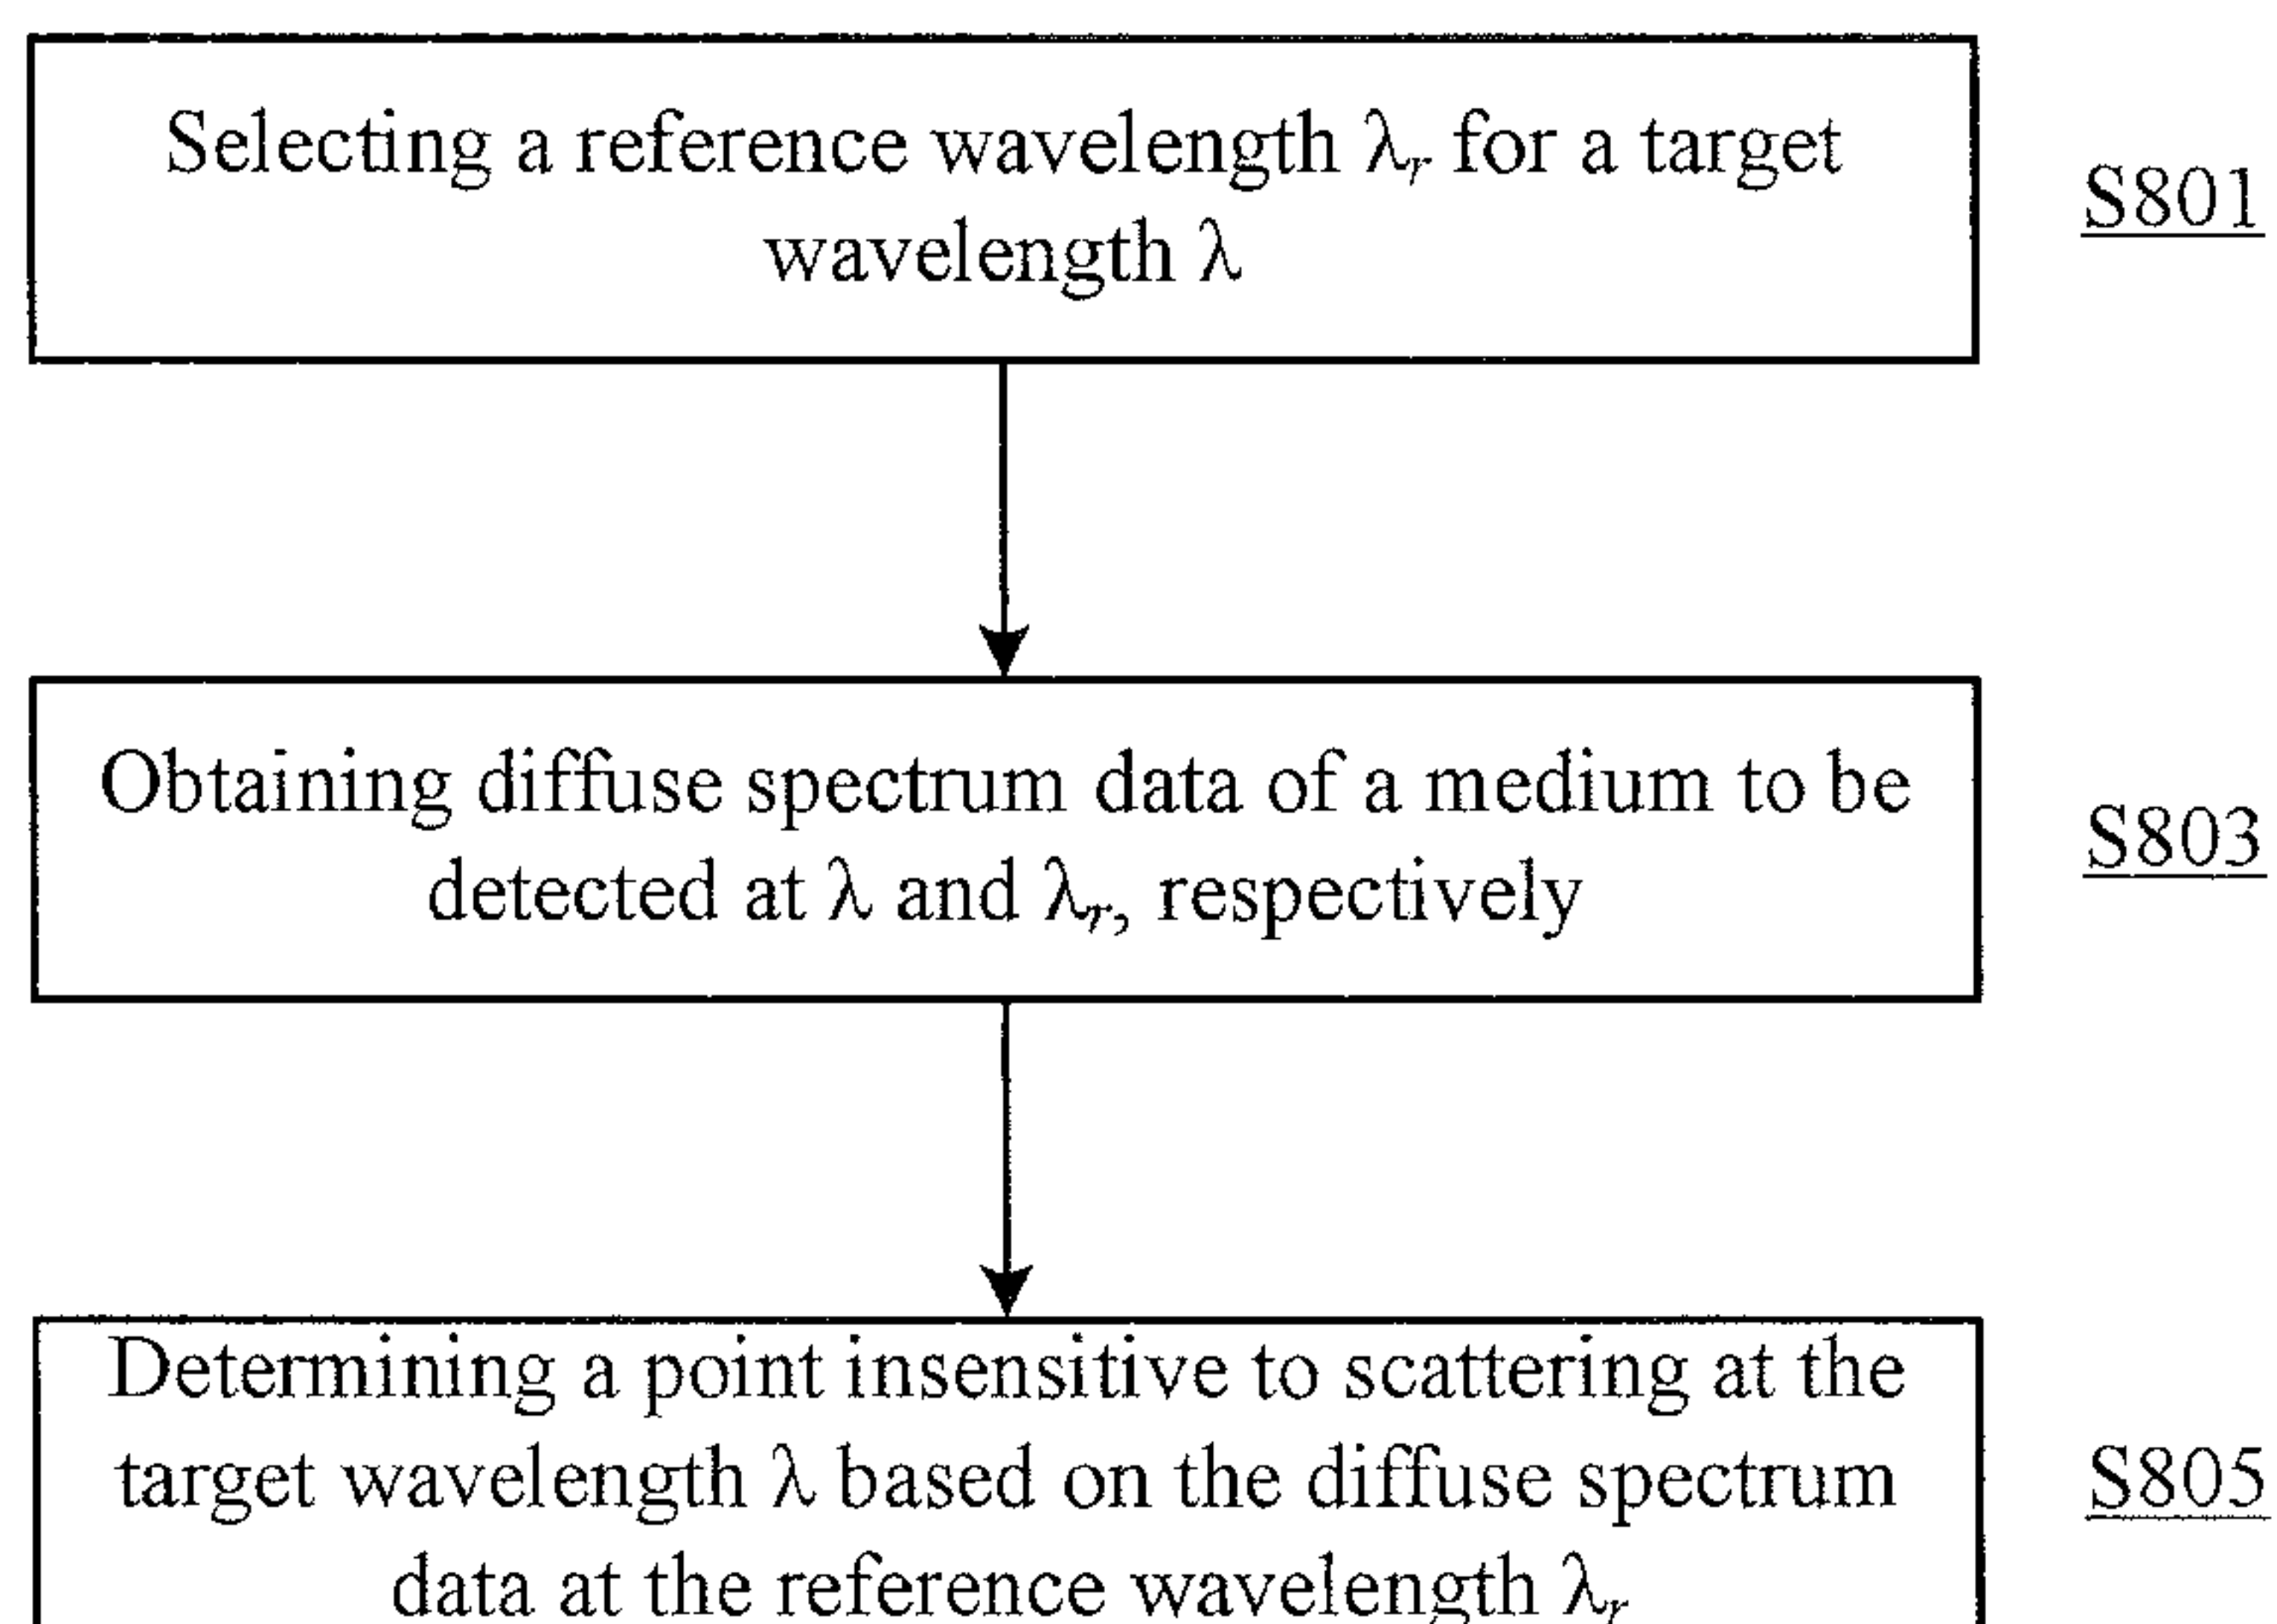 Selecting a reference wavelength λr for a target
wavelength λ
S801
Obtaining diffuse spectrum data of a medium to be
detected at λ and λr, respectively
S803
Determining a point insensitive to scattering at the
target wavelength λ based on the diffuse spectrum
data at the reference wavelength λr
S805